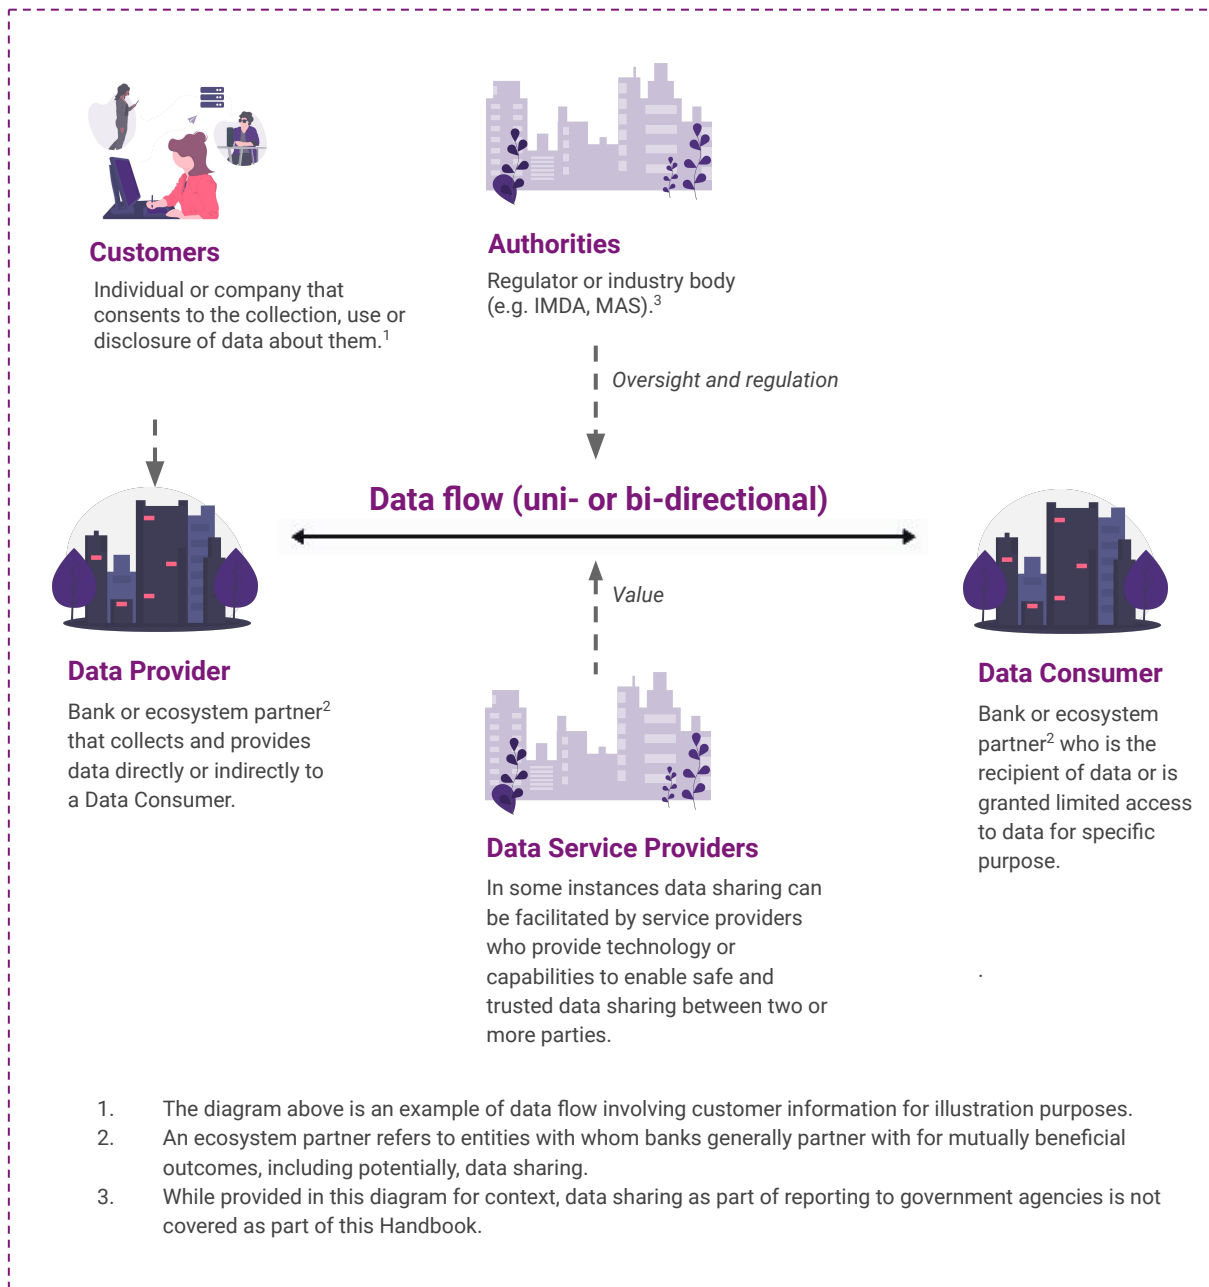 Customers
Individual or company that
consents to the collection, use or
disclosure of data about them.1
Authorities
Regulator or industry body
(e.g. IMDA, MAS).3
Oversight and regulation
Data flow (uni- or bi-directional)
Value
Data Provider
Bank or ecosystem partner2
that collects and provides
data directly or indirectly to
a Data Consumer.
Data Service Providers
In some instances data sharing can
be facilitated by service providers
who provide technology or
capabilities to enable safe and
trusted data sharing between two or
more parties.
Data Consumer
Bank or ecosystem
partner2 who is the
recipient of data or is
granted limited access
to data for specific
purpose.
.
1. The diagram above is an example of data flow involving customer information for illustration purposes.
2. An ecosystem partner refers to entities with whom banks generally partner with for mutually beneficial
outcomes, including potentially, data sharing.
3. While provided in this diagram for context, data sharing as part of reporting to government agencies is not
covered as part of this Handbook.